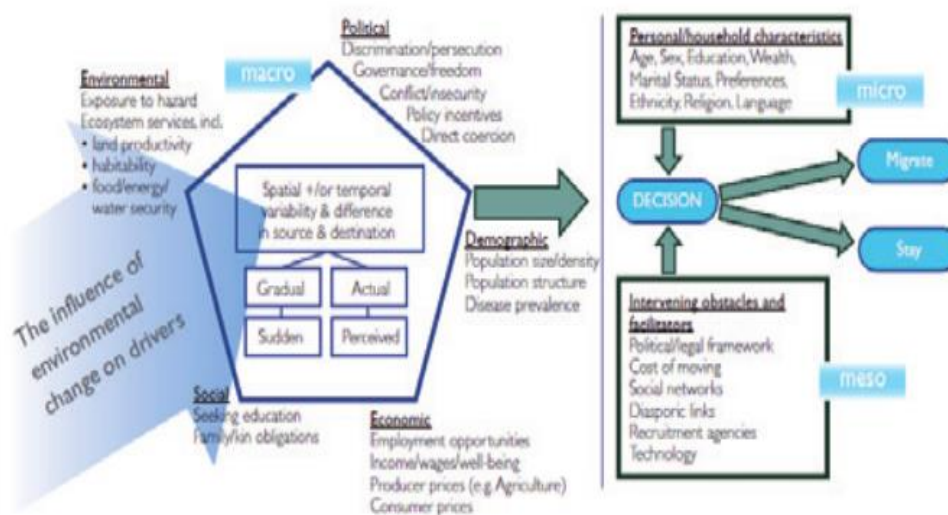 Political
Discrimination/persecution
Governance/freedom
Conflict/insecurity
Policy incentives
Direct coersion
macro
Environmental
Exposure to hazard
Ecosystem services, incl.
• land productivity
• habitability
• food/energy/
water security
Spatial +/or temporal
variability & difference
in source & destination
Gradual
Actual
Sudden
Perceived
The influence of
environmental
change on drivers
Demographic
Population size/density
Population structure
Disease prevalence
Social
Seeking education
Family/kin obligations
Economic
Employment opportunities
Income/wages/well-being
Producer prices (e.g. Agriculture)
Consumer prices
Personal/household characteristics
Age, Sex, Education, Wealth,
Marital Status, Preferences,
Ethnicity, Religion, Language
micro
DECISION
Migrate
Stay
Intervening obstacles and
facilitators
Political/legal framework
Cost of moving
Social networks
Diasporic links
Recruitment agencies
Technology
meso